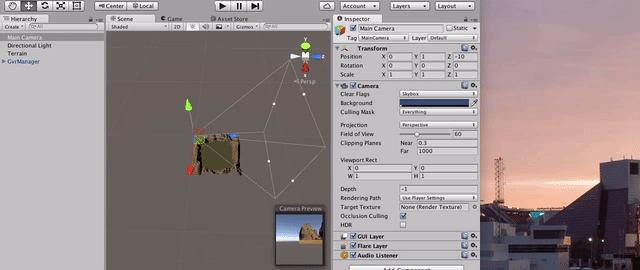 Center
Local
Account
Layers
Layout
Hierarchy
Create
All
Main Camera
Directional Light
Terrain
GvrManager
Scene
Game
Asset Store
Shaded
2D
Gizmos
All
y
z
Persp
Camera Preview
Inspector
Main Camera
Static
Tag MainCamera Layer Default
Transform
Position X 0 Y 1 Z -10
Rotation X 0 Y 0 Z 0
Scale X 1 Y 1 Z 1
Camera
Clear Flags Skybox
Background
Culling Mask Everything
Projection Perspective
Field of View 60
Clipping Planes Near 0.3
Far 1000
Viewport Rect
X 0 Y 0
W 1 H 1
Depth -1
Rendering Path Use Player Settings
Target Texture None (Render Texture)
Occlusion Culling
HDR
GUI Layer
Flare Layer
Audio Listener
Add Component